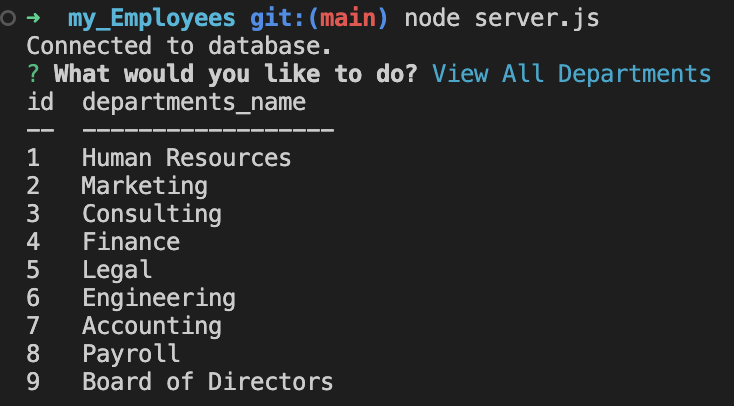 → my_Employees git:(main) node server.js
Connected to database.
? What would you like to do? View All Departments
id  departments_name
--  ------------------
1   Human Resources
2   Marketing
3   Consulting
4   Finance
5   Legal
6   Engineering
7   Accounting
8   Payroll
9   Board of Directors